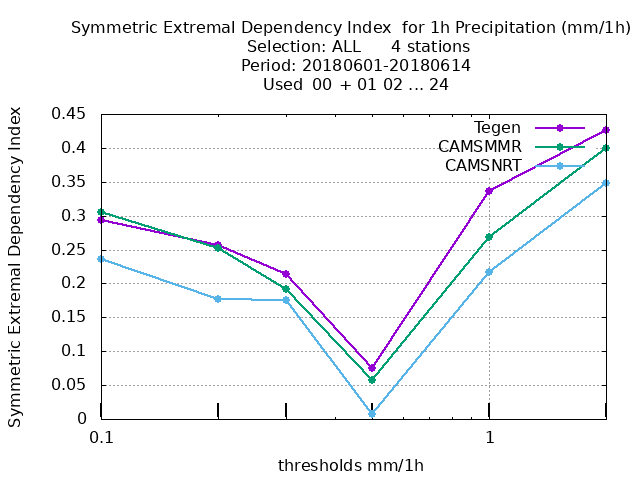 Symmetric Extremal Dependency Index  for 1h Precipitation (mm/1h)
Selection: ALL      4 stations
Period: 20180601-20180614
Used  00 + 01 02 ... 24
Symmetric Extremal Dependency Index
0.45
0.4
0.35
0.3
0.25
0.2
0.15
0.1
0.05
0
Tegen
CAMSMMR
CAMSNRT
0.1
1
thresholds mm/1h